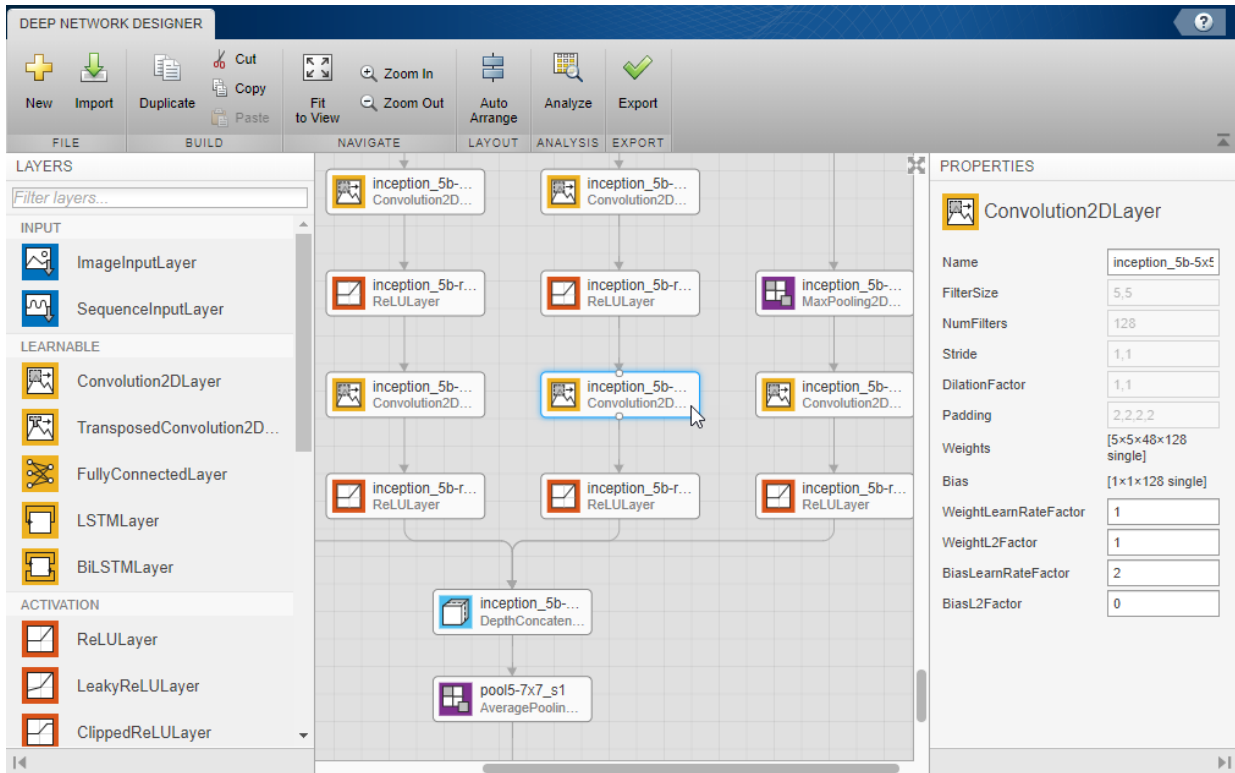 DEEP NETWORK DESIGNER
?
New
Import
Duplicate
Cut
Copy
Paste
Fit
to View
Zoom In
Zoom Out
Auto
Arrange
Analyze
Export
FILE
BUILD
NAVIGATE
LAYOUT
ANALYSIS
EXPORT
LAYERS
Filter layers...
INPUT
ImageInputLayer
SequenceInputLayer
LEARNABLE
Convolution2DLayer
TransposedConvolution2D...
FullyConnectedLayer
LSTMLayer
BiLSTMLayer
ACTIVATION
ReLULayer
LeakyReLULayer
ClippedReLULayer
inception_5b-...
Convolution2D...
inception_5b-...
Convolution2D...
inception_5b-r...
ReLULayer
inception_5b-r...
ReLULayer
inception_5b-...
MaxPooling2D...
inception_5b-...
Convolution2D...
inception_5b-...
Convolution2D...
inception_5b-...
Convolution2D...
inception_5b-r...
ReLULayer
inception_5b-r...
ReLULayer
inception_5b-r...
ReLULayer
inception_5b-...
DepthConcaten...
pool5-7x7_s1
AveragePoolin...
PROPERTIES
Convolution2DLayer
Name inception_5b-5x5
FilterSize 5,5
NumFilters 128
Stride 1,1
DilationFactor 1,1
Padding 2,2,2,2
Weights [5×5×48×128
single]
Bias [1×1×128 single]
WeightLearnRateFactor 1
WeightL2Factor 1
BiasLearnRateFactor 2
BiasL2Factor 0